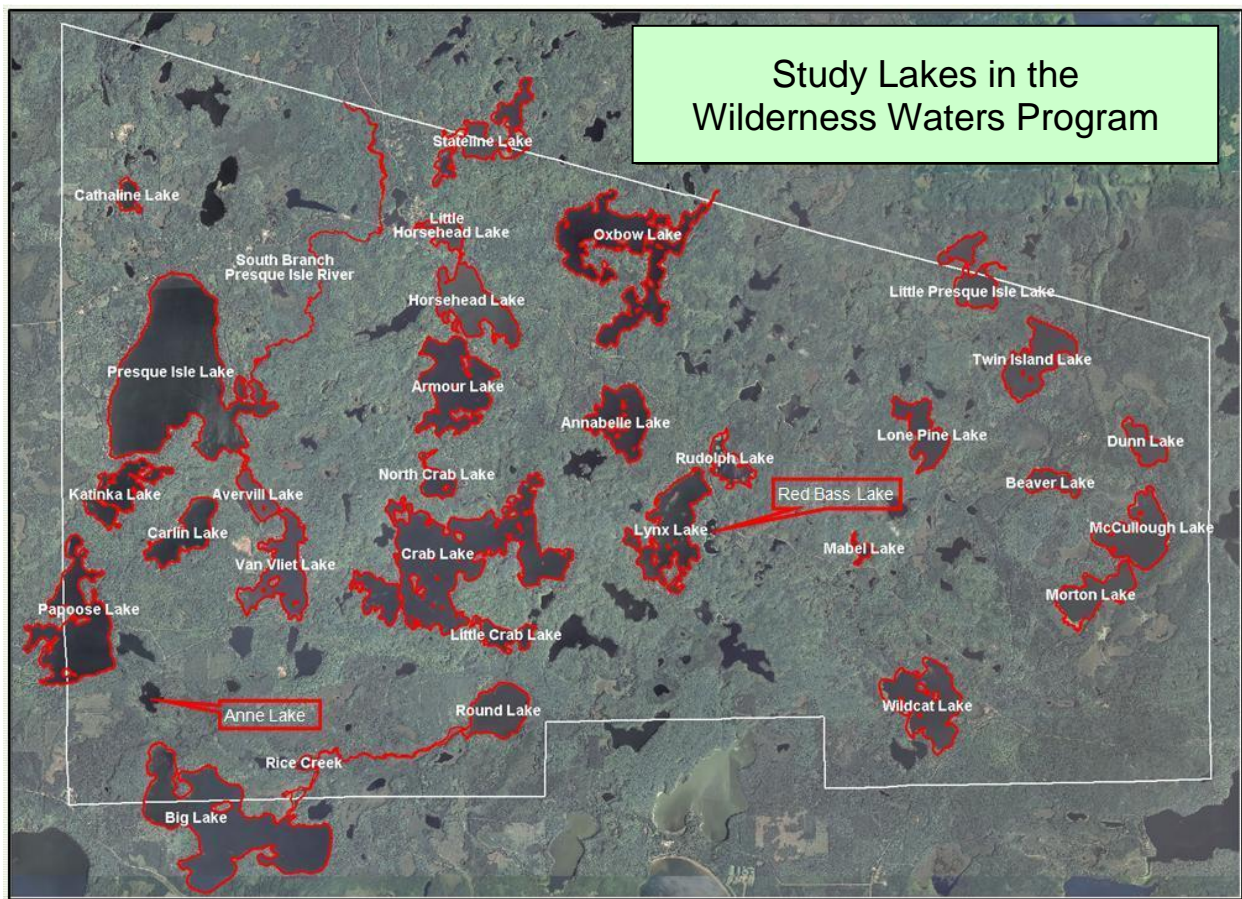 Study Lakes in the
Wilderness Waters Program
Stateline Lake
Cathaline Lake
Little
Horsehead Lake
Oxbow Lake
South Branch
Presque Isle River
Horsehead Lake
Little Presque Isle Lake
Twin Island Lake
Presque Isle Lake
Armour Lake
Annabelle Lake
Lone Pine Lake
Dunn Lake
Rudolph Lake
North Crab Lake
Beaver Lake
Katinka Lake
Avervill Lake
Red Bass Lake
Carlin Lake
Lynx Lake
McCullough Lake
Crab Lake
Mabel Lake
Van Vliet Lake
Morton Lake
Papoose Lake
Little Crab Lake
Wildcat Lake
Round Lake
Anne Lake
Rice Creek
Big Lake